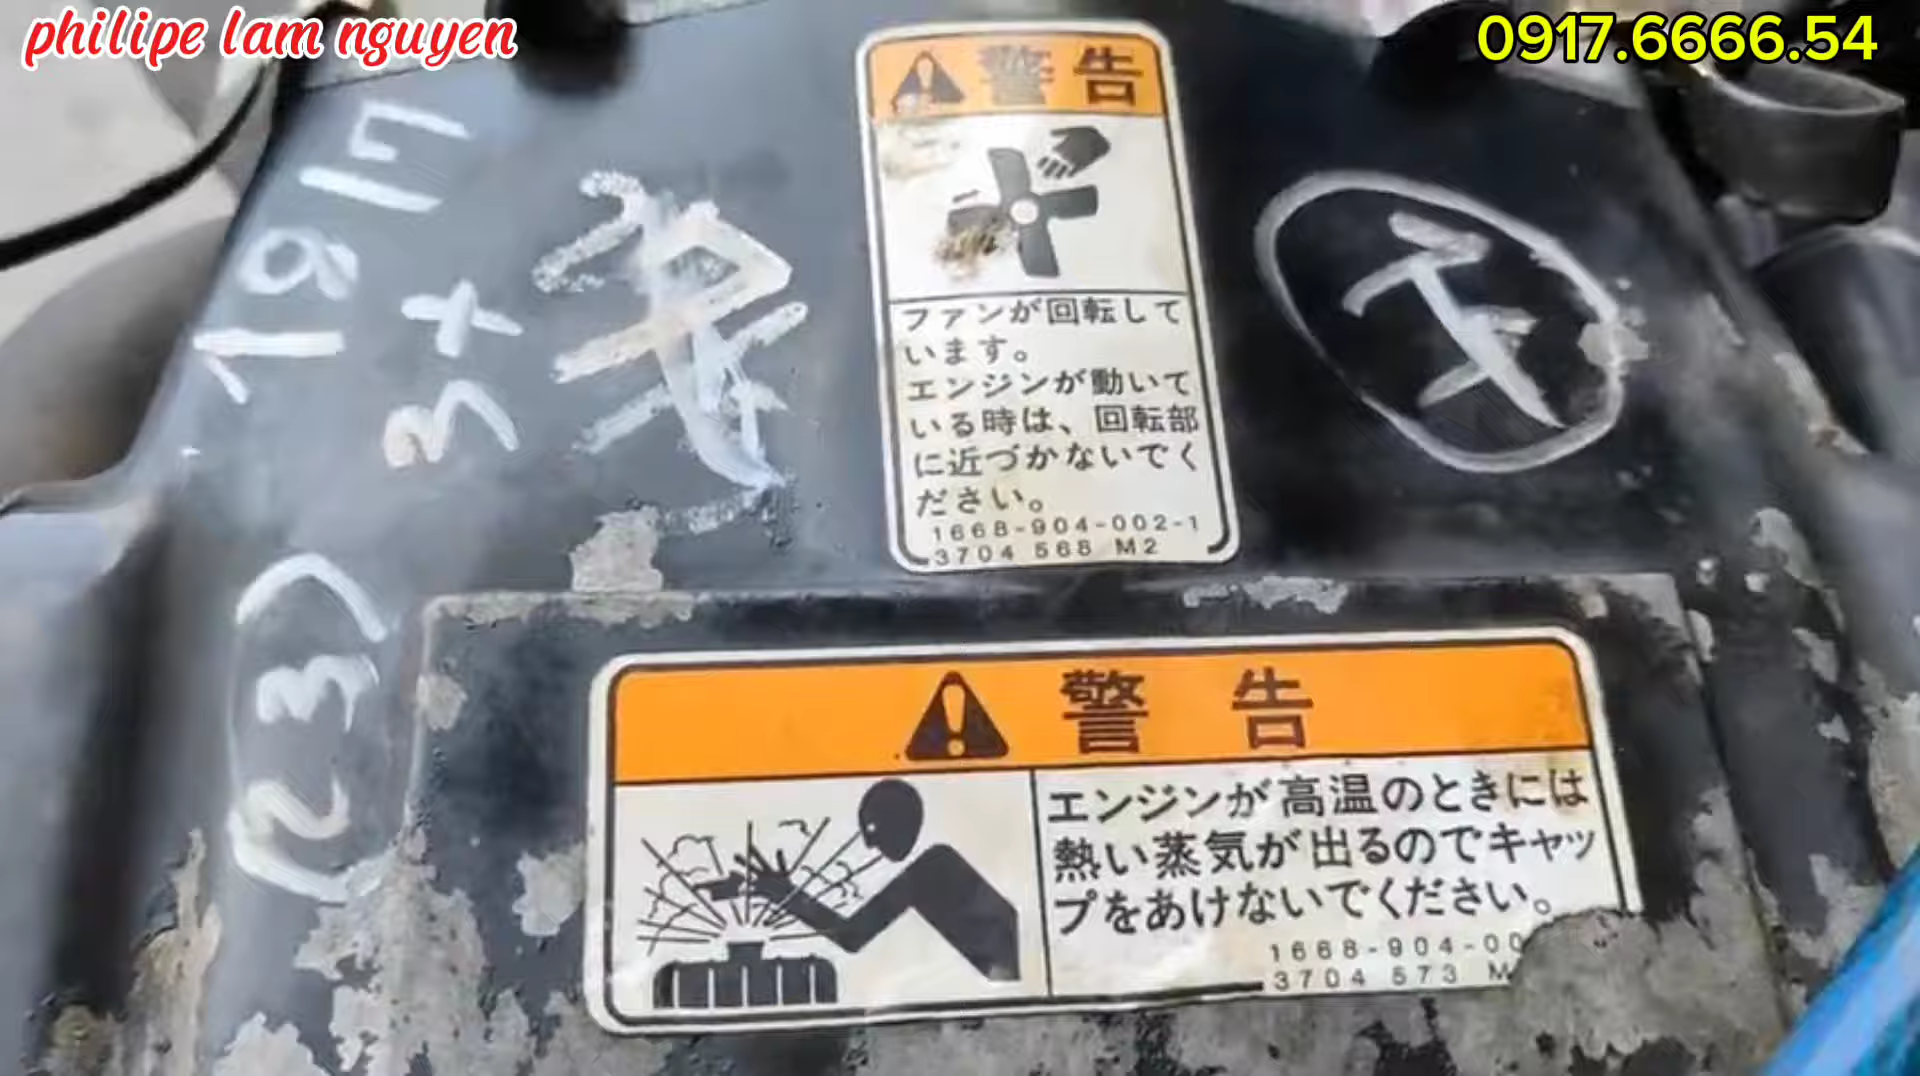 philipe lam nguyen
0917.6666.54
警告
ファンが回転して
います。
エンジンが動いて
いる時は、回転部
に近づかないでく
ださい。
1668-904-002-1
3704 568 M2
警告
エンジンが高温のときには
熱い蒸気が出るのでキャッ
プをあけないでください。
1668-904-00
3704 573 M